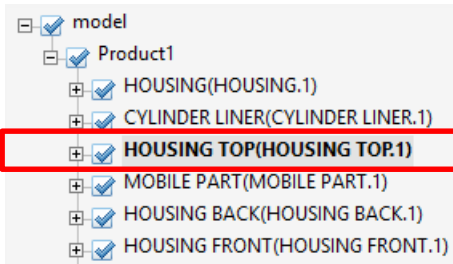 model
Product1
HOUSING(HOUSING.1)
CYLINDER LINER(CYLINDER LINER.1)
HOUSING TOP(HOUSING TOP.1)
MOBILE PART(MOBILE PART.1)
HOUSING BACK(HOUSING BACK.1)
HOUSING FRONT(HOUSING FRONT.1)